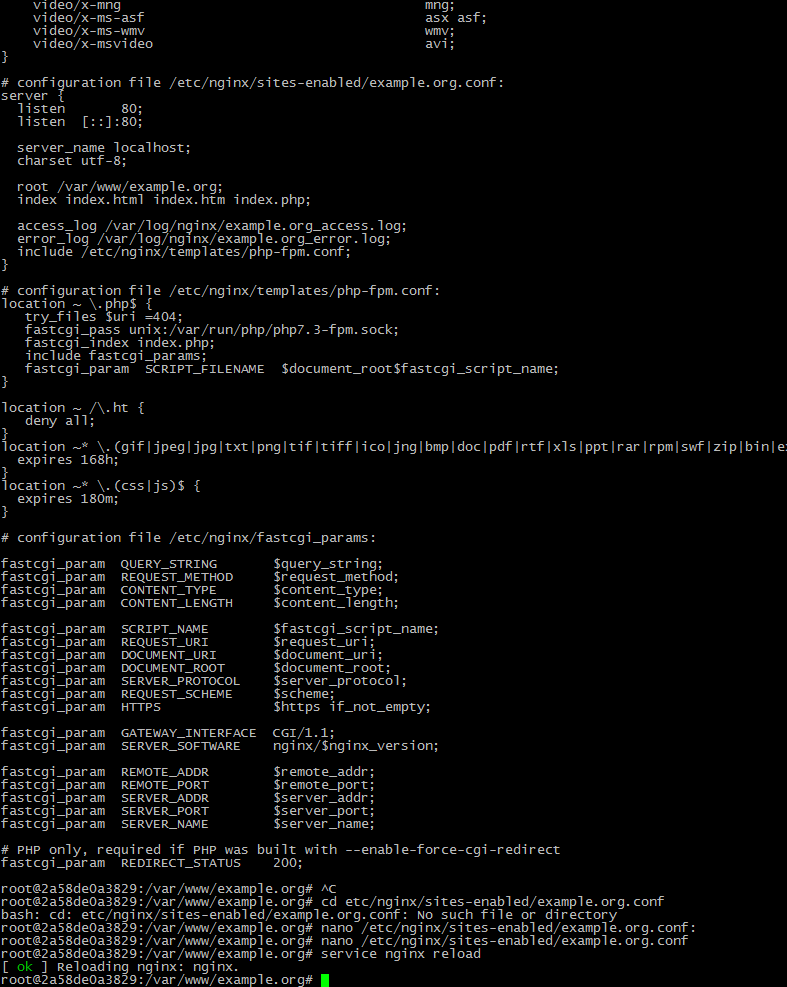 video/x-mng                                       mng;
    video/x-ms-asf                                    asx asf;
    video/x-ms-wmv                                    wmv;
    video/x-msvideo                                   avi;
}

# configuration file /etc/nginx/sites-enabled/example.org.conf:
server {
  listen       80;
  listen  [::]:80;

  server_name localhost;
  charset utf-8;

  root /var/www/example.org;
  index index.html index.htm index.php;

  access_log /var/log/nginx/example.org_access.log;
  error_log /var/log/nginx/example.org_error.log;
  include /etc/nginx/templates/php-fpm.conf;
}

# configuration file /etc/nginx/templates/php-fpm.conf:
location ~ \.php$ {
   try_files $uri =404;
   fastcgi_pass unix:/var/run/php/php7.3-fpm.sock;
   fastcgi_index index.php;
   include fastcgi_params;
   fastcgi_param  SCRIPT_FILENAME  $document_root$fastcgi_script_name;
}

location ~ /\.ht {
   deny all;
}
location ~* \.(gif|jpeg|jpg|txt|png|tif|tiff|ico|jng|bmp|doc|pdf|rtf|xls|ppt|rar|rpm|swf|zip|bin|
  expires 168h;
}
location ~* \.(css|js)$ {
  expires 180m;
}

# configuration file /etc/nginx/fastcgi_params:

fastcgi_param  QUERY_STRING       $query_string;
fastcgi_param  REQUEST_METHOD     $request_method;
fastcgi_param  CONTENT_TYPE       $content_type;
fastcgi_param  CONTENT_LENGTH     $content_length;

fastcgi_param  SCRIPT_NAME        $fastcgi_script_name;
fastcgi_param  REQUEST_URI        $request_uri;
fastcgi_param  DOCUMENT_URI       $document_uri;
fastcgi_param  DOCUMENT_ROOT      $document_root;
fastcgi_param  SERVER_PROTOCOL    $server_protocol;
fastcgi_param  REQUEST_SCHEME     $scheme;
fastcgi_param  HTTPS              $https if_not_empty;

fastcgi_param  GATEWAY_INTERFACE  CGI/1.1;
fastcgi_param  SERVER_SOFTWARE    nginx/$nginx_version;

fastcgi_param  REMOTE_ADDR        $remote_addr;
fastcgi_param  REMOTE_PORT        $remote_port;
fastcgi_param  SERVER_ADDR        $server_addr;
fastcgi_param  SERVER_PORT        $server_port;
fastcgi_param  SERVER_NAME        $server_name;

# PHP only, required if PHP was built with --enable-force-cgi-redirect
fastcgi_param  REDIRECT_STATUS    200;

root@2a58de0a3829:/var/www/example.org# ^C
root@2a58de0a3829:/var/www/example.org# cd etc/nginx/sites-enabled/example.org.conf
bash: cd: etc/nginx/sites-enabled/example.org.conf: No such file or directory
root@2a58de0a3829:/var/www/example.org# nano /etc/nginx/sites-enabled/example.org.conf:
root@2a58de0a3829:/var/www/example.org# nano /etc/nginx/sites-enabled/example.org.conf
root@2a58de0a3829:/var/www/example.org# service nginx reload
[ ok ] Reloading nginx: nginx.
root@2a58de0a3829:/var/www/example.org#